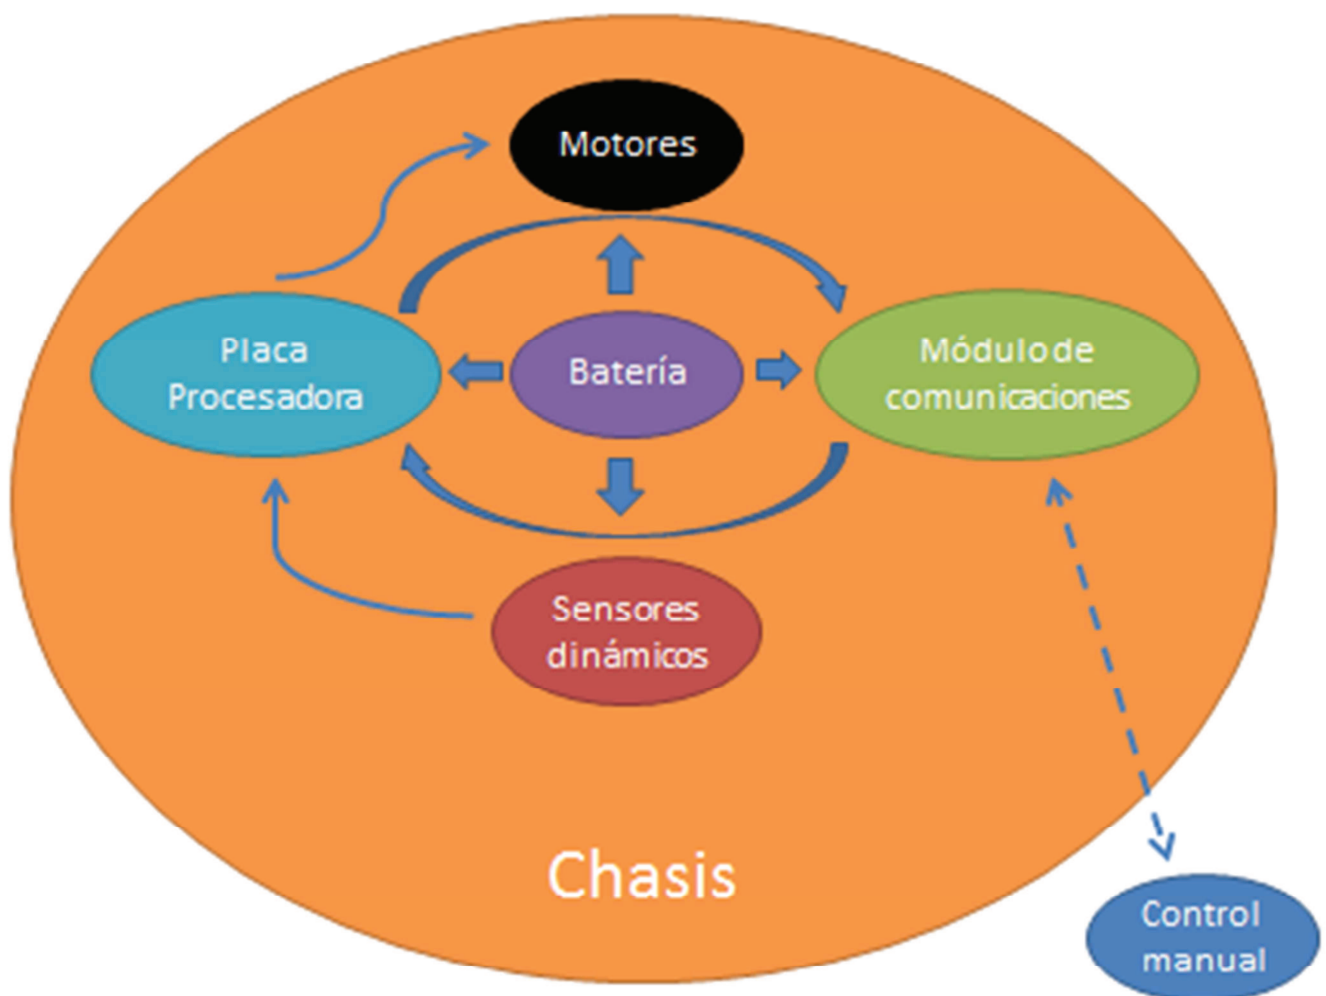 Motores
Placa
Procesadora
Batería
Módulo de
comunicaciones
Sensores
dinámicos
Chasis
Control
manual